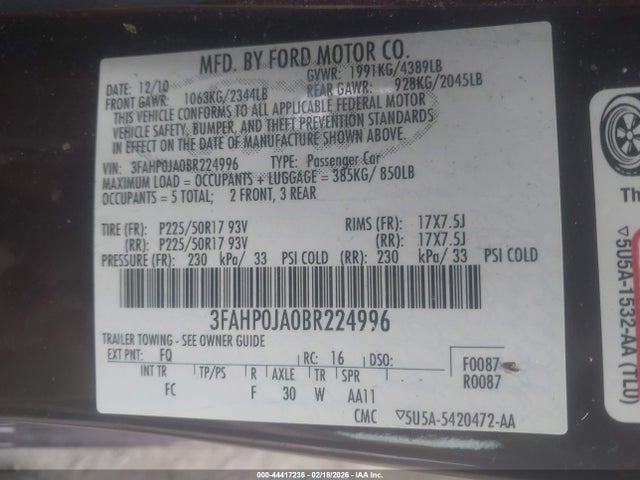 MFD. BY FORD MOTOR CO.
DATE: 12/10 GVWR: 1991KG/4389LB
FRONT GAWR: 1063KG/2344LB REAR GAWR: 928KG/2045LB
THIS VEHICLE CONFORMS TO ALL APPLICABLE FEDERAL MOTOR
VEHICLE SAFETY, BUMPER, AND THEFT PREVENTION STANDARDS
IN EFFECT ON THE DATE OF MANUFACTURE SHOWN ABOVE.
VIN: 3FAHP0JA0BR224996 TYPE: Passenger Car
MAXIMUM LOAD = OCCUPANTS + LUGGAGE = 385KG/ 850LB
OCCUPANTS = 5 TOTAL; 2 FRONT, 3 REAR
TIRE (FR): P225/50R17 93V RIMS (FR): 17X7.5J
(RR): P225/50R17 93V (RR): 17X7.5J
PRESSURE (FR): 230 kPa/ 33 PSI COLD (RR): 230 kPa/ 33 PSI COLD
3FAHP0JA0BR224996
TRAILER TOWING - SEE OWNER GUIDE
EXT PNT: FQ RC: 16 DSO: F0087
R0087
INT TR TP/PS R AXLE TR SPR
FC F 30 W AA11
CMC ▽5U5A-5420472-AA
Th
▽5U5A-1532-AA (TLO)
000-44417236 - 02/18/2026 - IAAI, Inc.